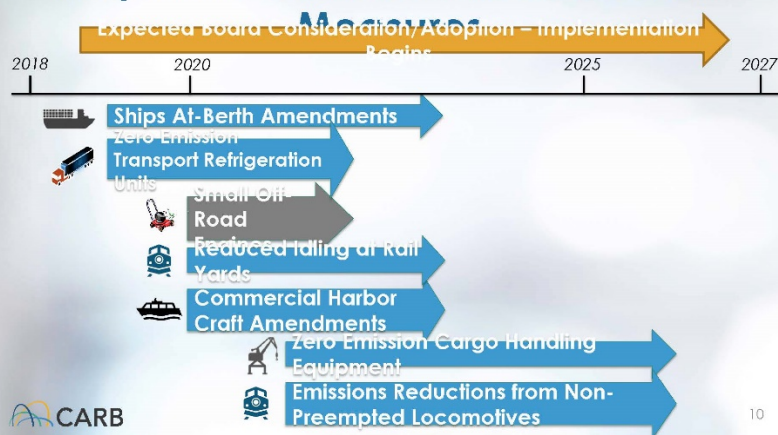 Measures
Expected Board Consideration/Adoption – Implementation
Begins
2018
2020
2025
2027
Ships At-Berth Amendments
Zero Emission
Transport Refrigeration
Units
Small Off-
Road
Engines
Reduced Idling at Rail
Yards
Commercial Harbor
Craft Amendments
Zero Emission Cargo Handling
Equipment
Emissions Reductions from Non-
Preempted Locomotives
CARB
10